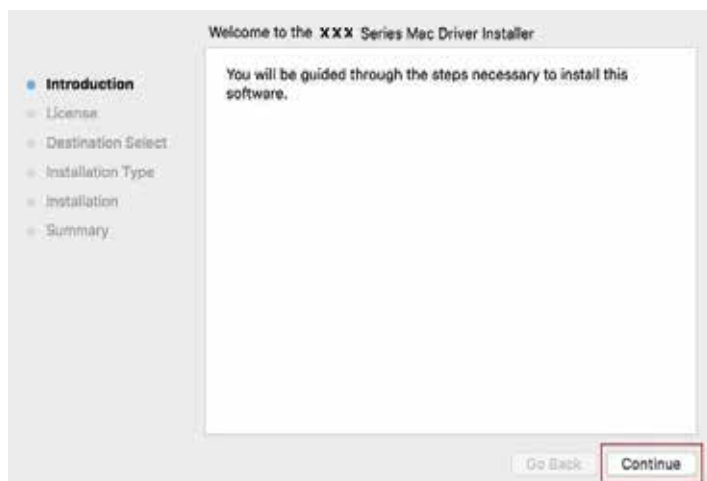 Welcome to the XXX Series Mac Driver Installer
Introduction
License
Destination Select
Installation Type
Installation
Summary
You will be guided through the steps necessary to install this
software.
Go Back
Continue